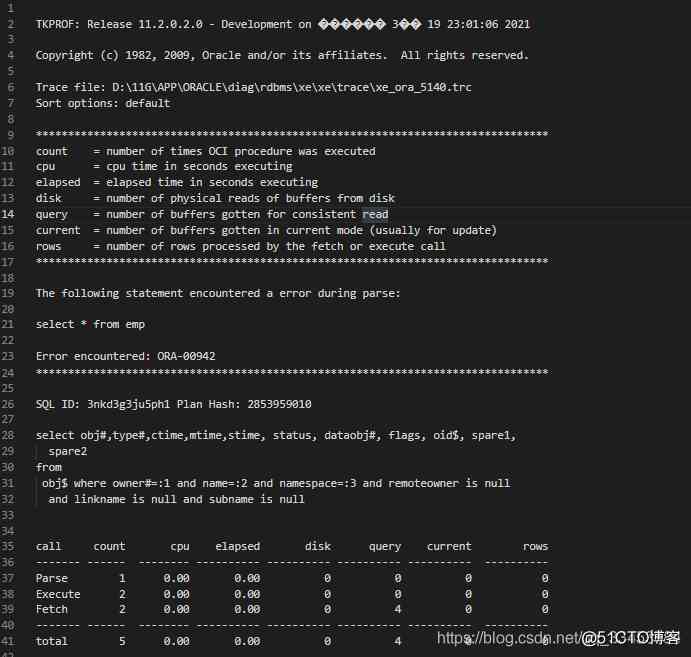 1
2 TKPROF: Release 11.2.0.2.0 - Development on ������ 3�� 19 23:01:06 2021
3
4 Copyright (c) 1982, 2009, Oracle and/or its affiliates.  All rights reserved.
5
6 Trace file: D:\11G\APP\ORACLE\diag\rdbms\xe\xe\trace\xe_ora_5140.trc
7 Sort options: default
8
9 ********************************************************************************
10 count    = number of times OCI procedure was executed
11 cpu      = cpu time in seconds executing
12 elapsed  = elapsed time in seconds executing
13 disk     = number of physical reads of buffers from disk
14 query    = number of buffers gotten for consistent read
15 current  = number of buffers gotten in current mode (usually for update)
16 rows     = number of rows processed by the fetch or execute call
17 ********************************************************************************
18
19 The following statement encountered a error during parse:
20
21 select * from emp
22
23 Error encountered: ORA-00942
24 ********************************************************************************
25
26 SQL ID: 3nkd3g3ju5ph1 Plan Hash: 2853959010
27
28 select obj#,type#,ctime,mtime,stime, status, dataobj#, flags, oid$, spare1,
29   spare2
30 from
31  obj$ where owner#=:1 and name=:2 and namespace=:3 and remoteowner is null
32   and linkname is null and subname is null
33
34
35 call     count       cpu    elapsed       disk      query    current        rows
36 ------- ------  -------- ---------- ---------- ---------- ----------  ----------
37 Parse        1      0.00       0.00          0          0          0           0
38 Execute      2      0.00       0.00          0          0          0           0
39 Fetch        2      0.00       0.00          0          4          0           0
40 ------- ------  -------- ---------- ---------- ---------- ----------  ----------
41 total        5      0.00       0.00          0          4          0           0
https://blog.csdn.net/
@51CTO博客